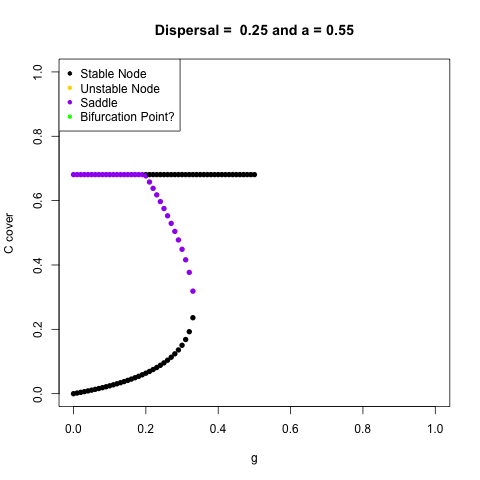 Dispersal =  0.25 and a = 0.55
Stable Node
Unstable Node
Saddle
Bifurcation Point?
C cover
1.0
0.8
0.6
0.4
0.2
0.0
0.0 0.2 0.4 0.6 0.8 1.0
g